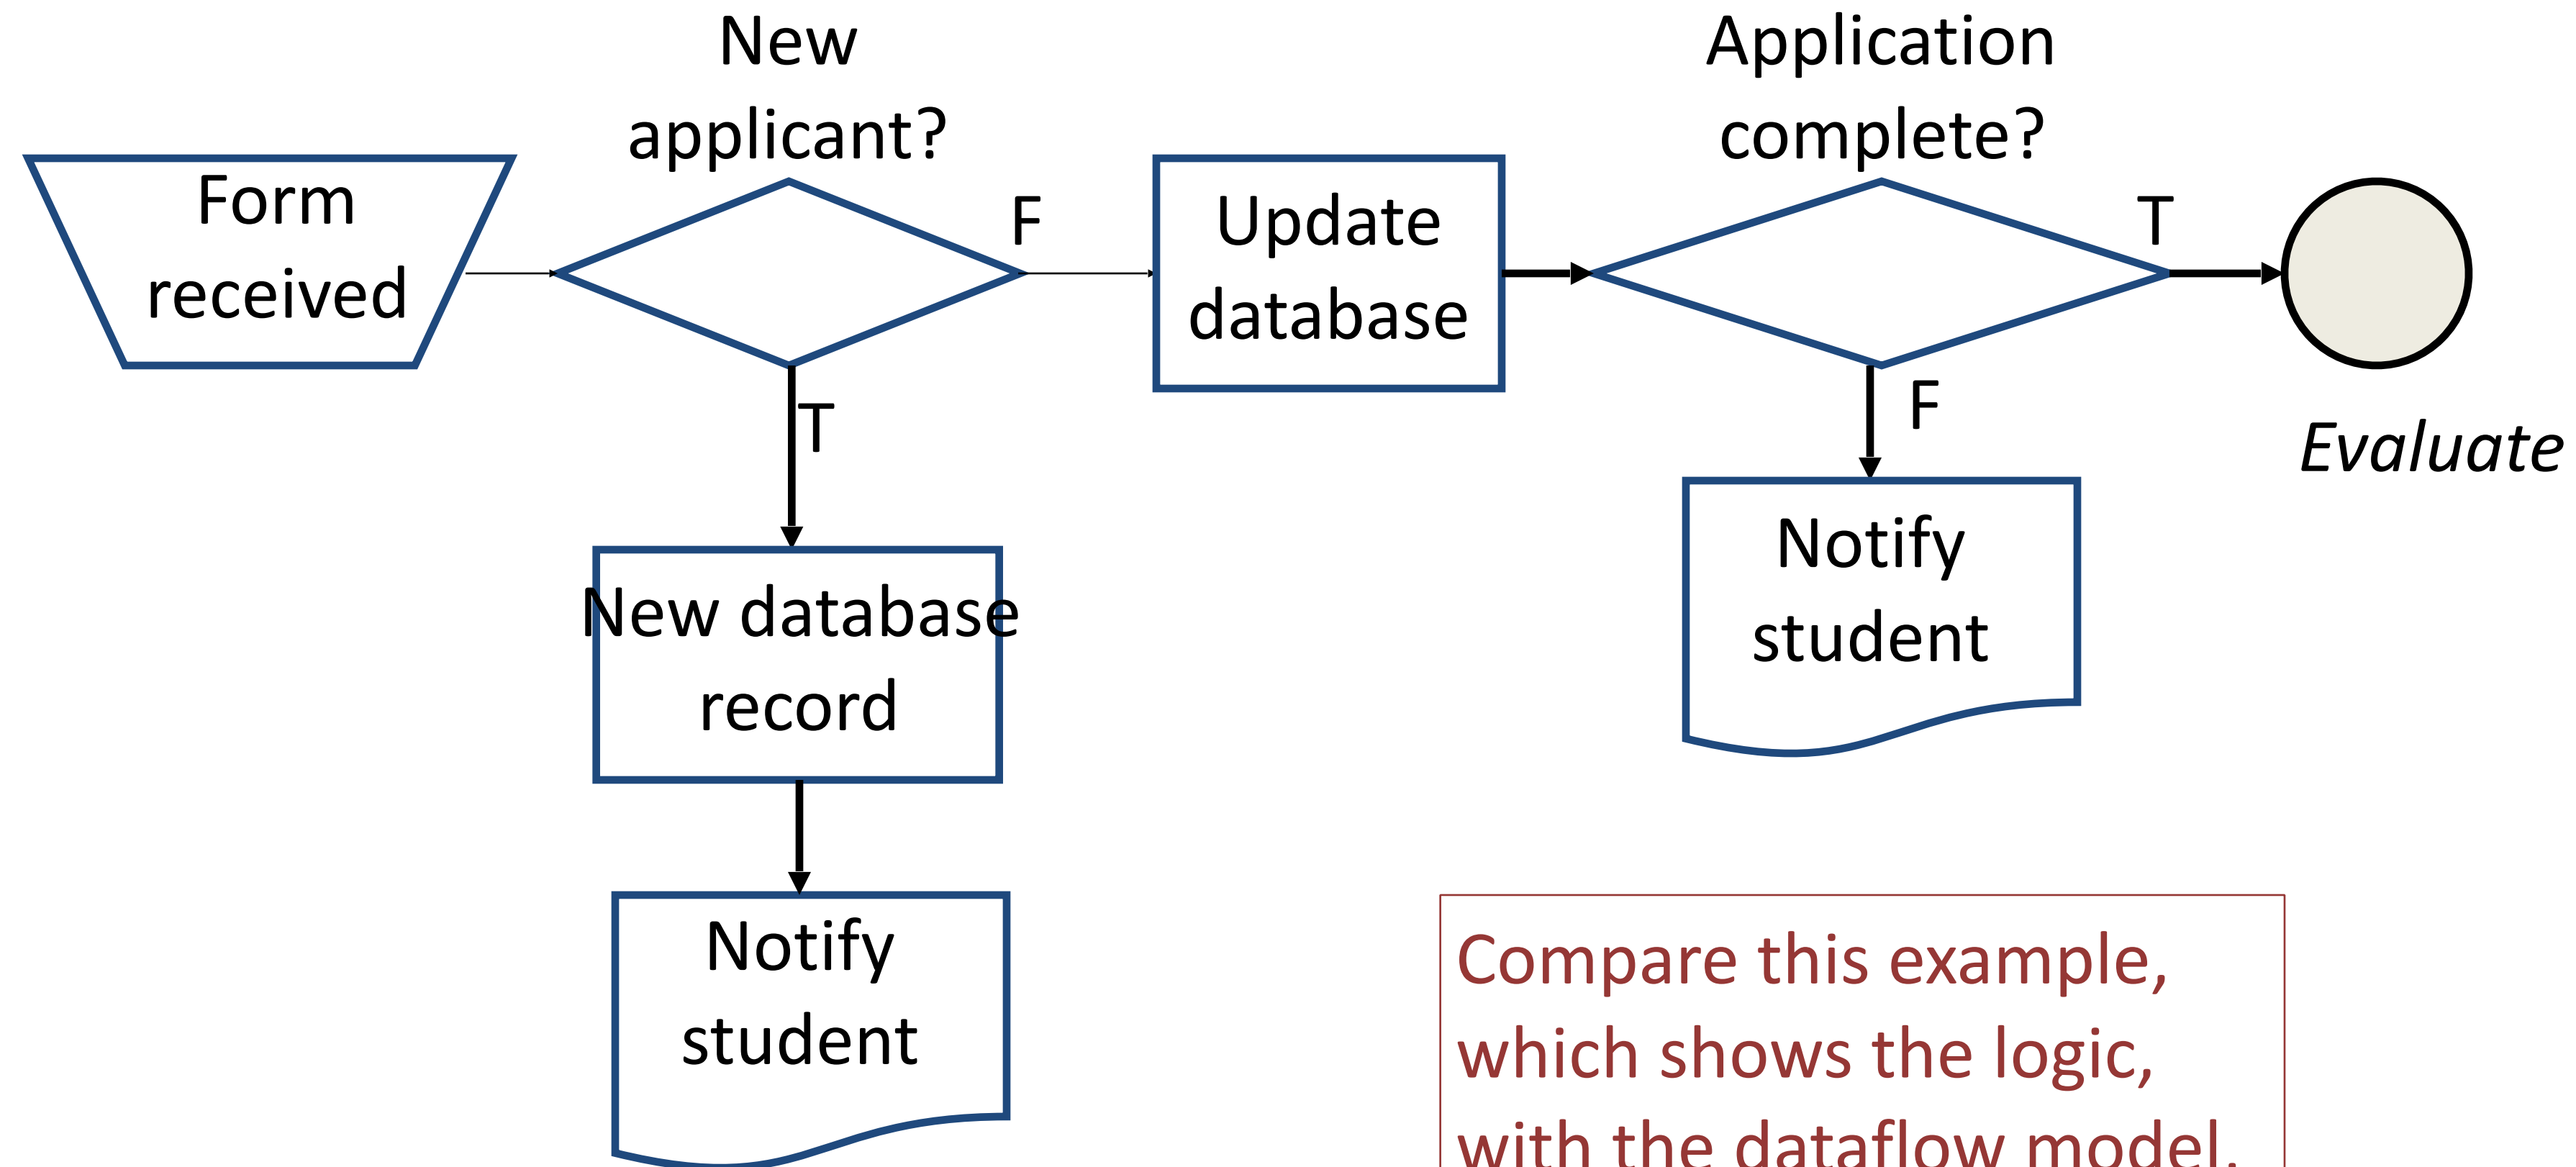 New
applicant?
Application
complete?
Form
received
F
Update
database
T
T
F
Evaluate
New database
record
Notify
student
Notify
student
Compare this example,
which shows the logic,
with the dataflow model.